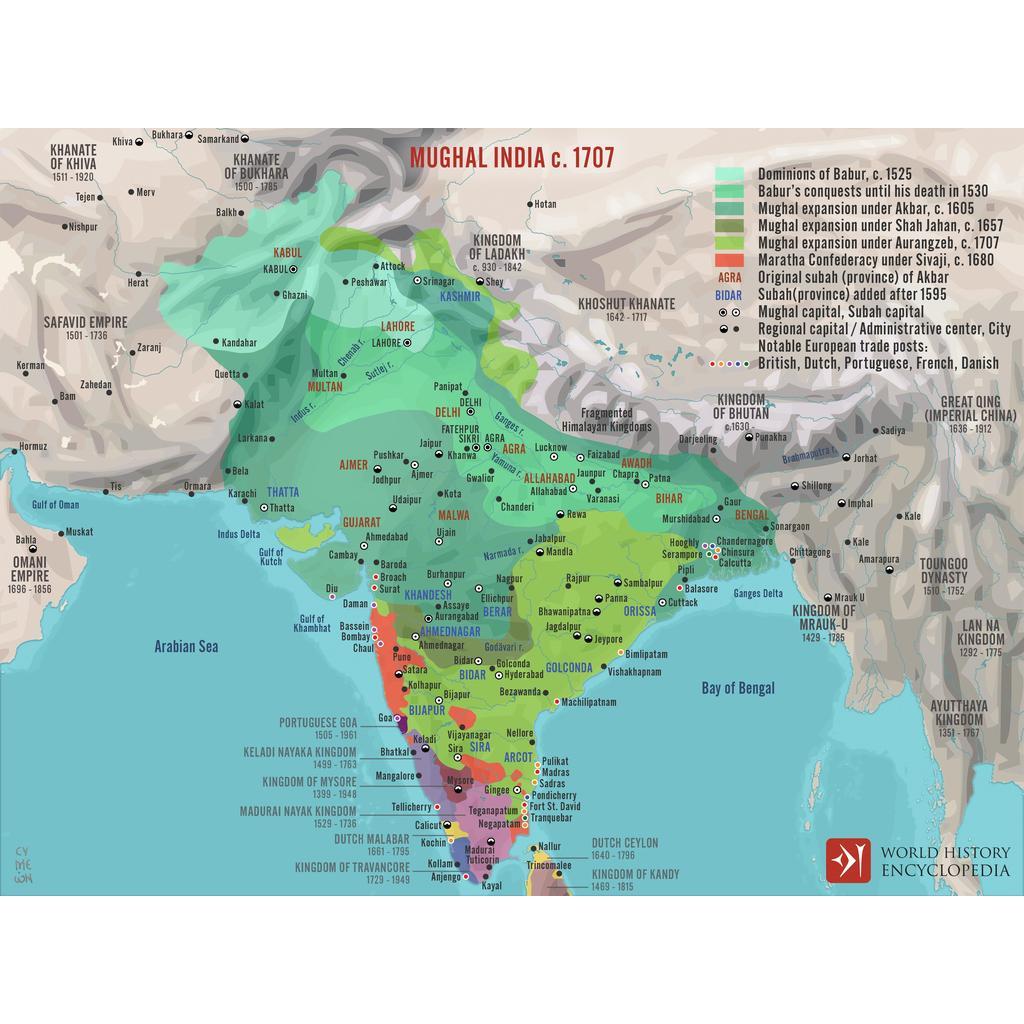 MUGHAL INDIA c. 1707
Dominions of Babur, c. 1525
Babur's conquests until his death in 1530
Mughal expansion under Akbar, c. 1605
Mughal expansion under Shah Jahan, c. 1657
Mughal expansion under Aurangzeb, c. 1707
Maratha Confederacy under Sivaji, c. 1680
AGRA Original subah (province) of Akbar
BIDAR Subah(province) added after 1595
Mughal capital, Subah capital
Regional capital / Administrative center, City
Notable European trade posts:
British, Dutch, Portuguese, French, Danish
KHANATE
OF KHIVA
1511 - 1920
Khiva
Bukhara
Samarkand
KHANATE
OF BUKHARA
1500 - 1785
Tejen
Merv
Balkh
Nishpur
Hotan
Herat
KABUL
KABUL
Ghazni
Attock
Peshawar
Srinagar
KASHMIR
KINGDOM
OF LADAKH
c. 930 - 1842
Shey
KHOSHUT KHANATE
1642 - 1717
SAFAVID EMPIRE
1501 - 1736
Zaranj
Kandahar
LAHORE
LAHORE
Chenab r.
Sutlej r.
Kerman
Zahedan
Bam
Quetta
Multan
MULTAN
Kalat
Indus r.
Panipat
DELHI
DELHI
Ganges r.
Fragmented
Himalayan Kingdoms
KINGDOM
OF BHUTAN
c.1630 -
Punakha
Darjeeling
GREAT QING
(IMPERIAL CHINA)
1636 - 1912
Sadiya
Brahmaputra r.
Jorhat
Hormuz
Larkana
FATEHPUR
SIKRI
AGRA
AGRA
Jaipur
Khanwa
Yamuna r.
Lucknow
Faizabad
AWADH
AJMER
Pushkar
Ajmer
Jodhpur
Gwalior
ALLAHABAD
Allahabad
Jaunpur
Chapra
Patna
Varanasi
BIHAR
Shillong
Imphal
Kale
Bela
Tis
Ormara
Karachi
THATTA
Thatta
Gulf of Oman
Muskat
Bahla
OMANI
EMPIRE
1696 - 1856
Indus Delta
Gulf of
Kutch
Udaipur
Kota
Chanderi
Rewa
GUJARAT
MALWA
Ahmedabad
Ujain
Cambay
Gaur
Murshidabad
BENGAL
Sonargaon
Hooghly
Chandernagore
Serampore
Chinsura
Calcutta
Chittagong
Kale
Amarapura
TOUNGOO
DYNASTY
1510 - 1752
Jabalpur
Mandla
Narmada r.
Baroda
Broach
Surat
Diu
Daman
Burhanpur
KHANDESH
Nagpur
Ellichpur
BERAR
Rajpur
Sambalpur
Panna
Bhawanipatna
ORISSA
Cuttack
Pipli
Balasore
Ganges Delta
Mrauk U
KINGDOM OF
MRAUK-U
1429 - 1785
LAN NA
KINGDOM
1292 - 1775
Gulf of
Khambhat
Assaye
Aurangabad
AHMEDNAGAR
Ahmednagar
Godavari r.
Jagdalpur
Jeypore
Bassein
Bombay
Chaul
Arabian Sea
Pune
Satara
Bidar
BIDAR
Golconda
Hyderabad
GOLCONDA
Bimlipatam
Vishakhapnam
Bay of Bengal
Kolhapur
Bijapur
BIJAPUR
Bezawanda
Machilipatnam
AYUTTHAYA
KINGDOM
1351 - 1767
PORTUGUESE GOA
1505 - 1961
Goa
Keladi
Vijayanagar
Sira
SIRA
Nellore
ARCOT
KELADI NAYAKA KINGDOM
1499 - 1763
Bhatkal
Mangalore
Mysore
Gingee
Pulikat
Madras
Sadras
Pondicherry
Fort St. David
Tranquebar
KINGDOM OF MYSORE
1399 - 1948
MADURAI NAYAK KINGDOM
1529 - 1736
Tellicherry
Teganapatum
Negapatam
DUTCH MALABAR
1661 - 1795
Calicut
Kochin
Madurai
Tuticorin
KINGDOM OF TRAVANCORE
1729 - 1949
Kollam
Anjengo
Kayal
Nallur
Trincomalee
DUTCH CEYLON
1640 - 1796
KINGDOM OF KANDY
1469 - 1815
CY
ME
WORLD HISTORY
ENCYCLOPEDIA